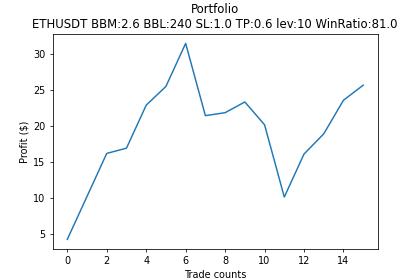 Portfolio
ETHUSDT BBM:2.6 BBL:240 SL:1.0 TP:0.6 lev:10 WinRatio:81.0
30
25
20
15
10
5
Profit ($)
0 2 4 6 8 10 12 14
Trade counts